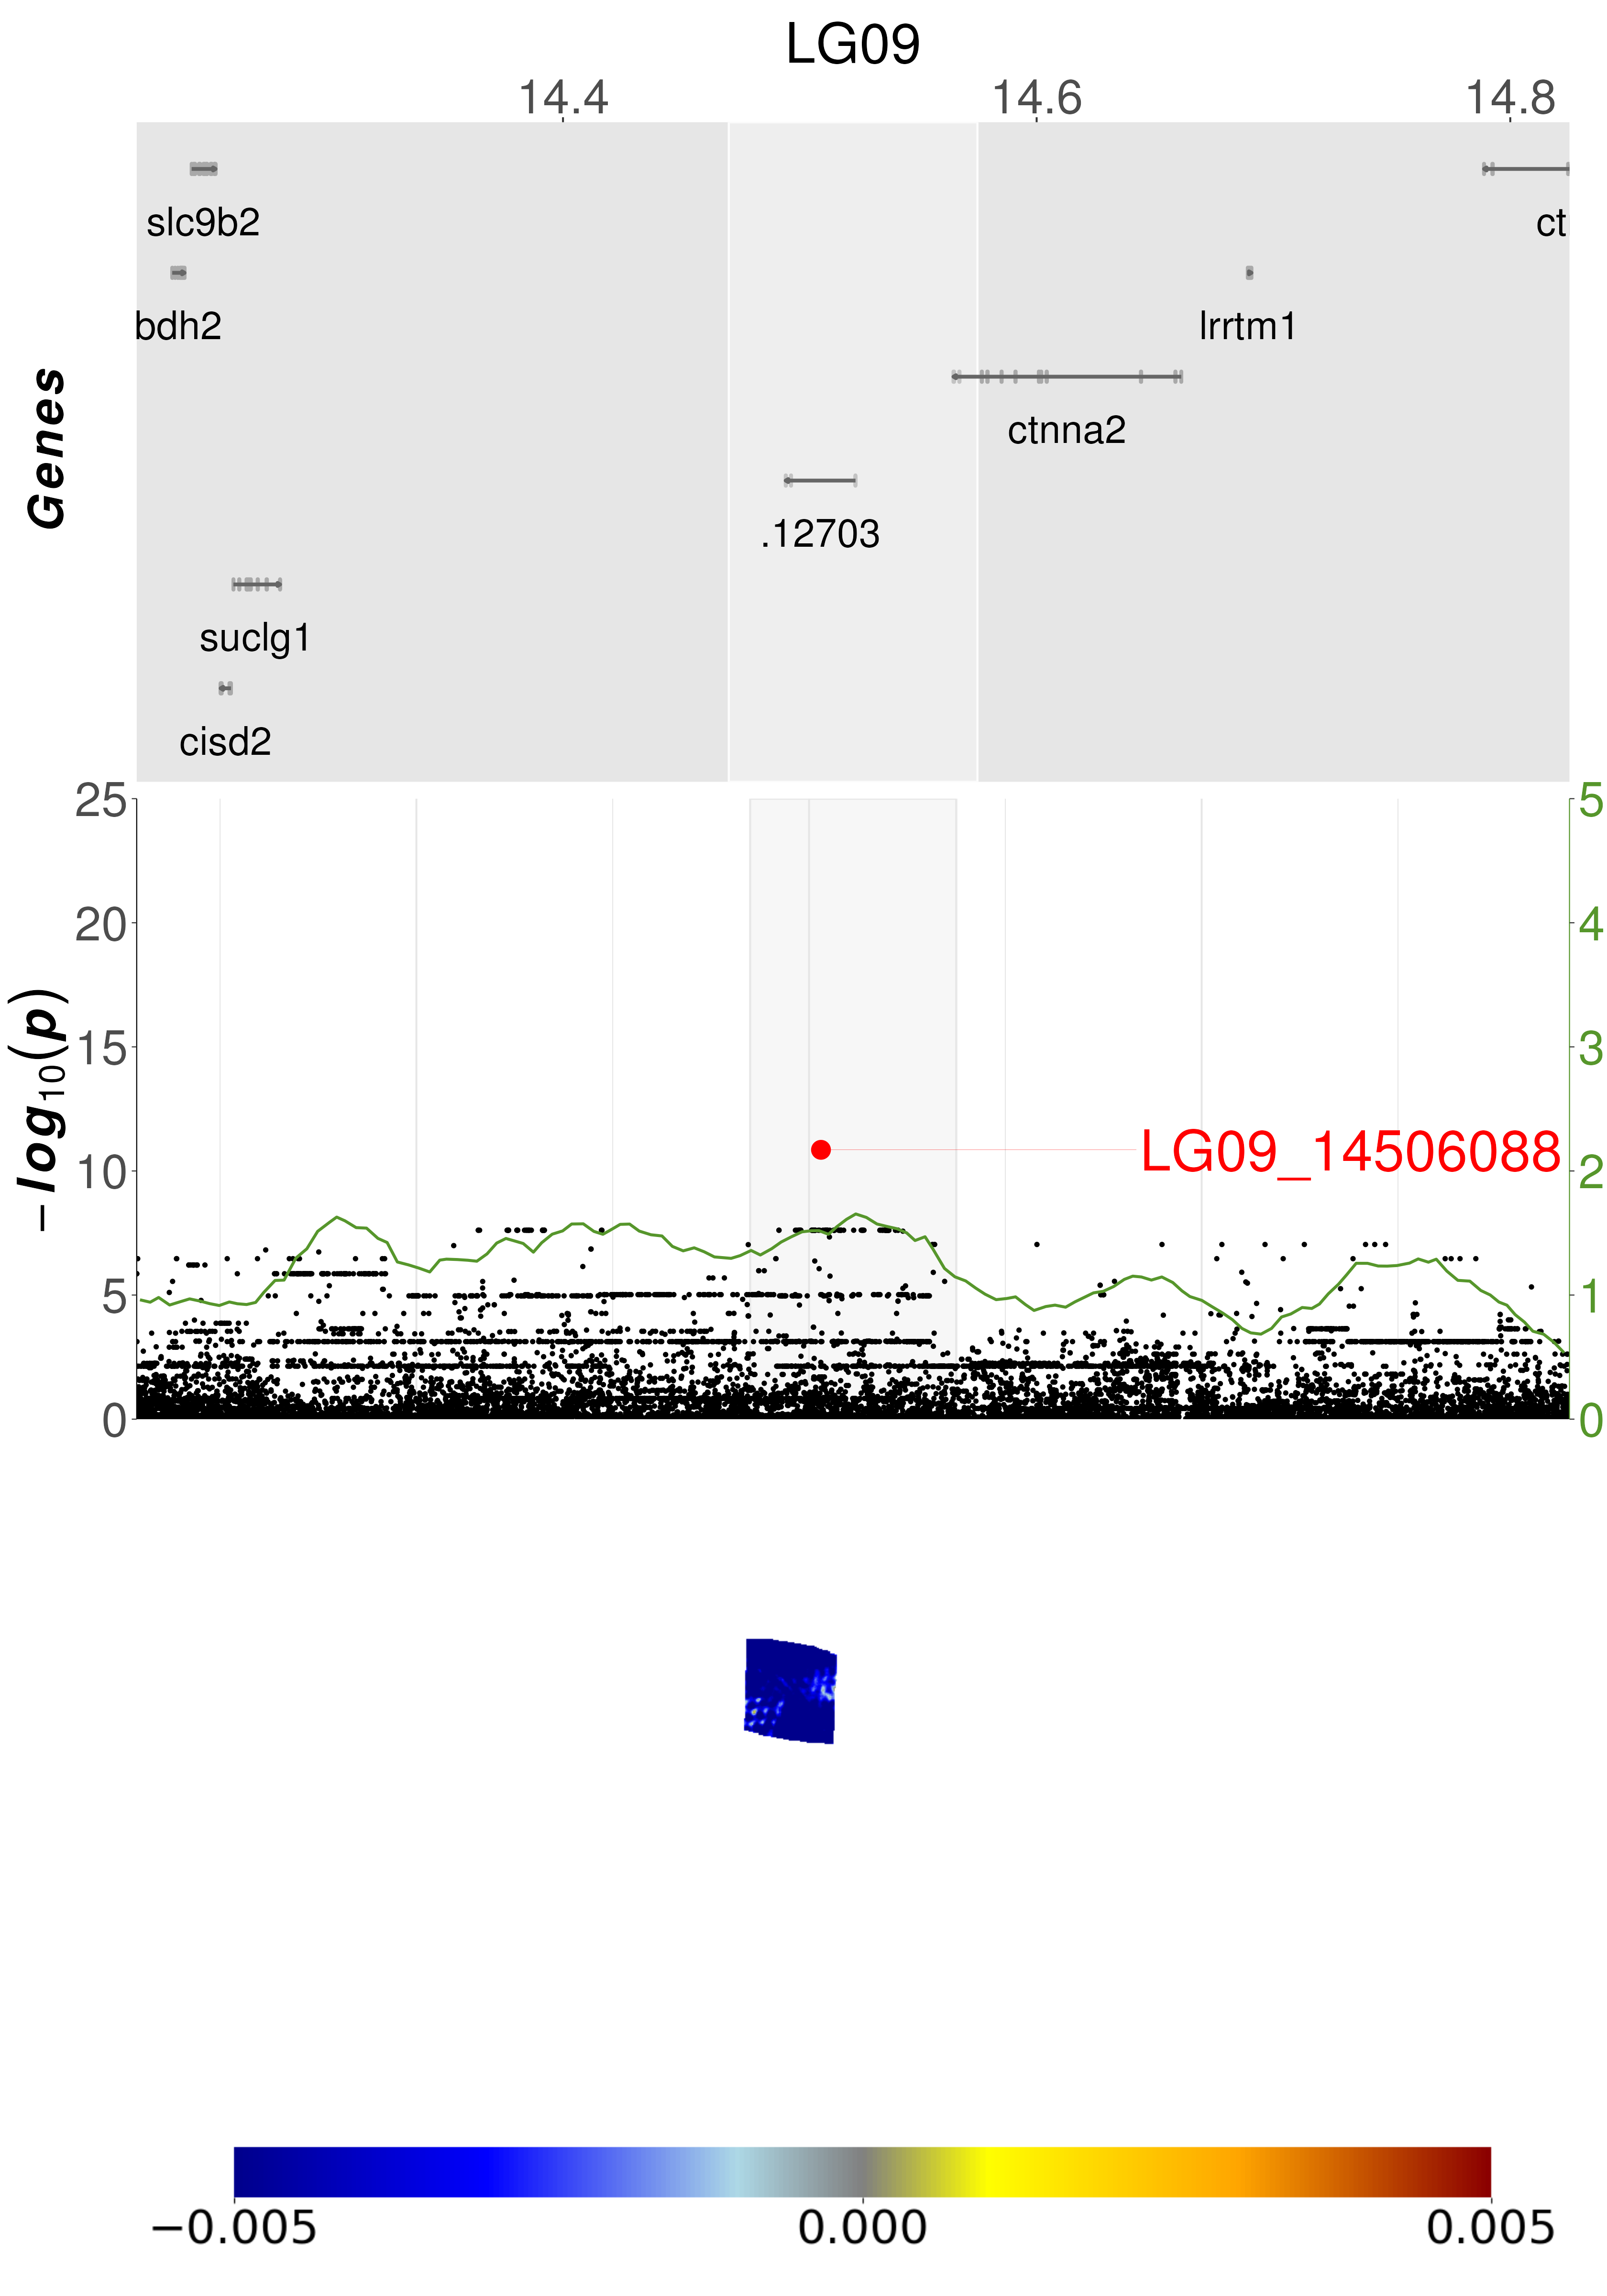 LG09
14.4 14.6 14.8
slc9b2 ct
bdh2 lrrtm1
Genes
ctnna2
.12703
suclg1
cisd2
25 5
20 4
−log10(p)
15 3
LG09_14506088
10 2
5 1
0 0
−0.005 0.000 0.005